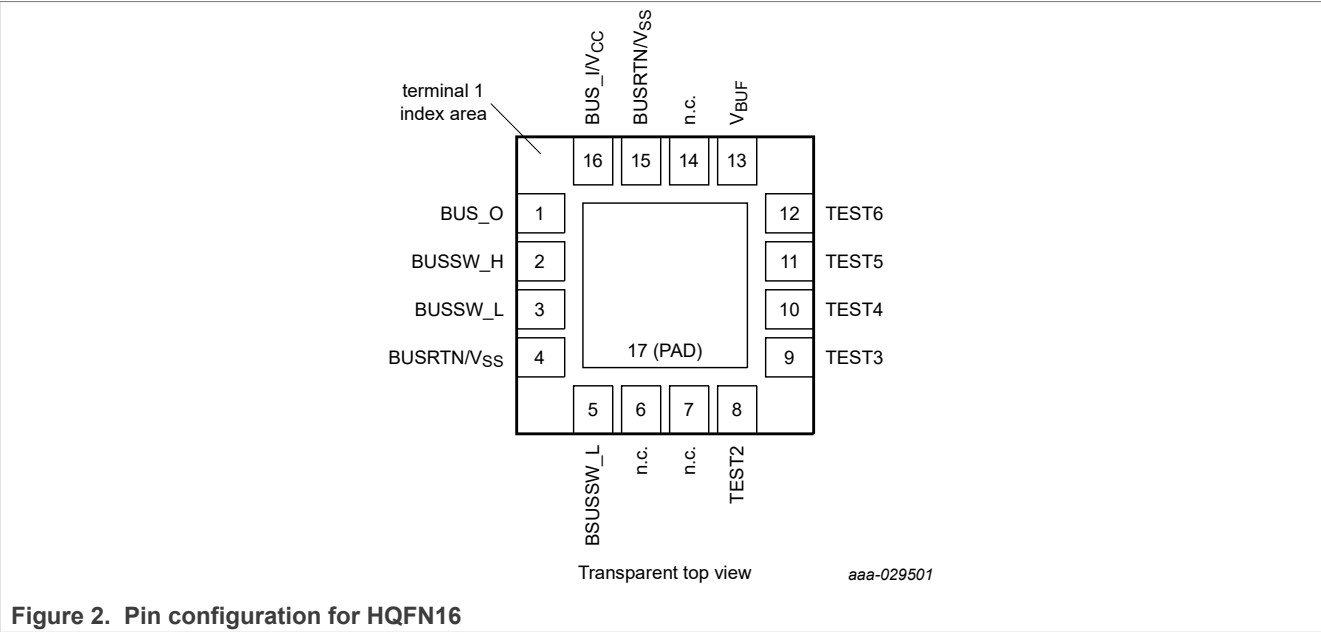 BUS_I/VCC
BUSRTN/VSS
n.c.
VBUF
terminal 1
index area
16
15
14
13
BUS_O
1
12
TEST6
BUSSW_H
2
11
TEST5
BUSSW_L
3
10
TEST4
BUSRTN/VSS
4
17 (PAD)
9
TEST3
5
6
7
8
BSUSSW_L
n.c.
n.c.
TEST2
Transparent top view
aaa-029501
Figure 2. Pin configuration for HQFN16